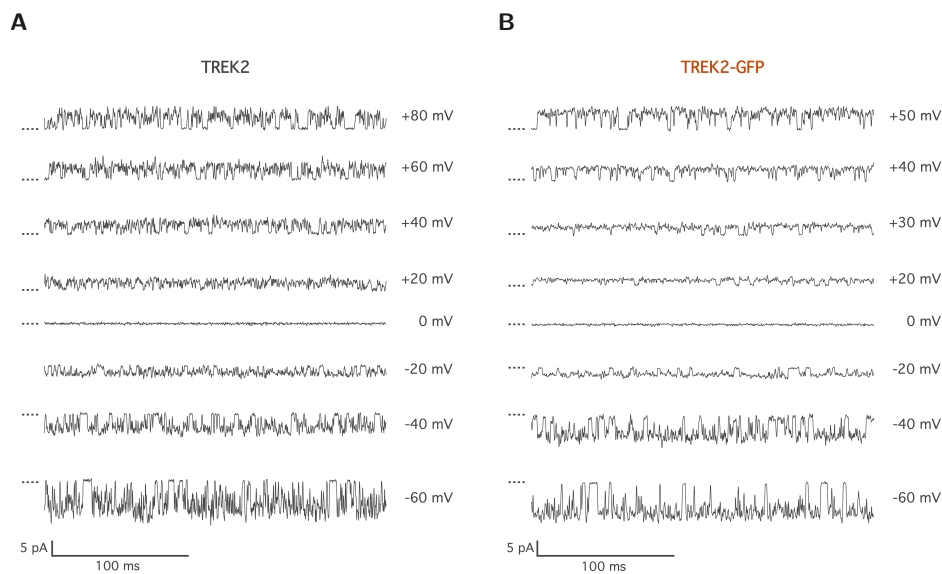 A
TREK2
+80 mV
+60 mV
+40 mV
+20 mV
0 mV
-20 mV
-40 mV
-60 mV
5 pA
100 ms
B
TREK2-GFP
+50 mV
+40 mV
+30 mV
+20 mV
0 mV
-20 mV
-40 mV
-60 mV
5 pA
100 ms